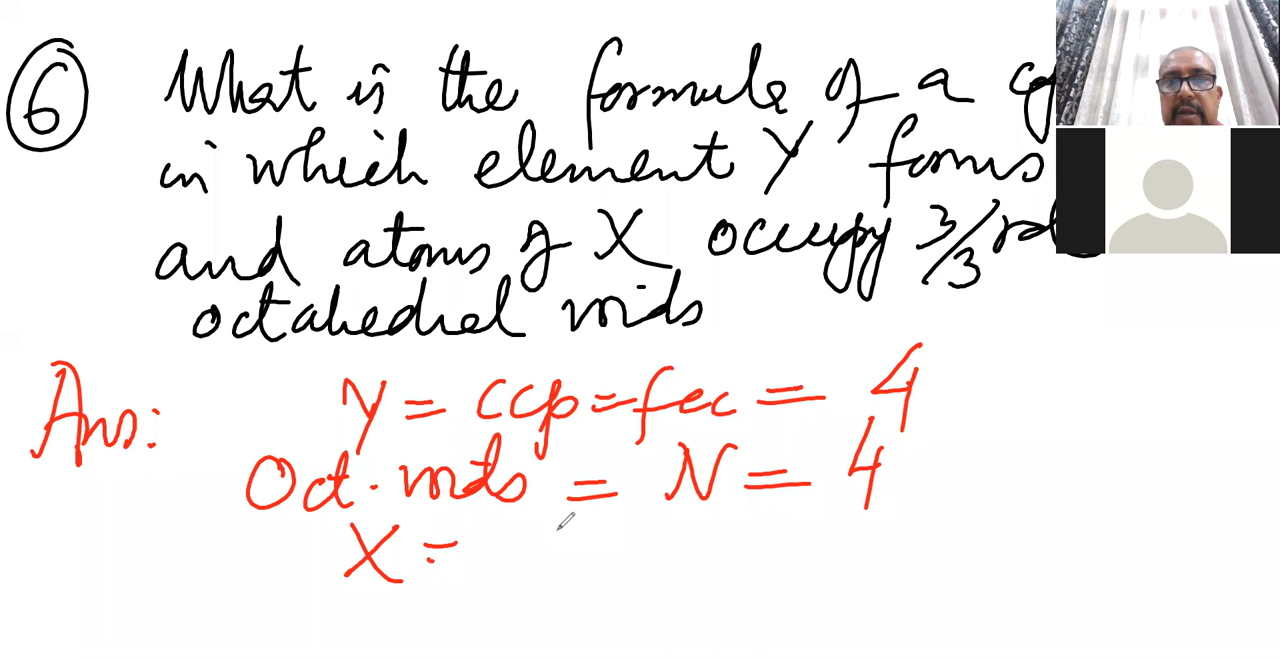 6 What is the formula of a
in which element Y forms
and atoms of X occupy 3/3rd
octahedral voids
Ans: Y = ccp = fcc = 4
Oct. voids = N = 4
X =